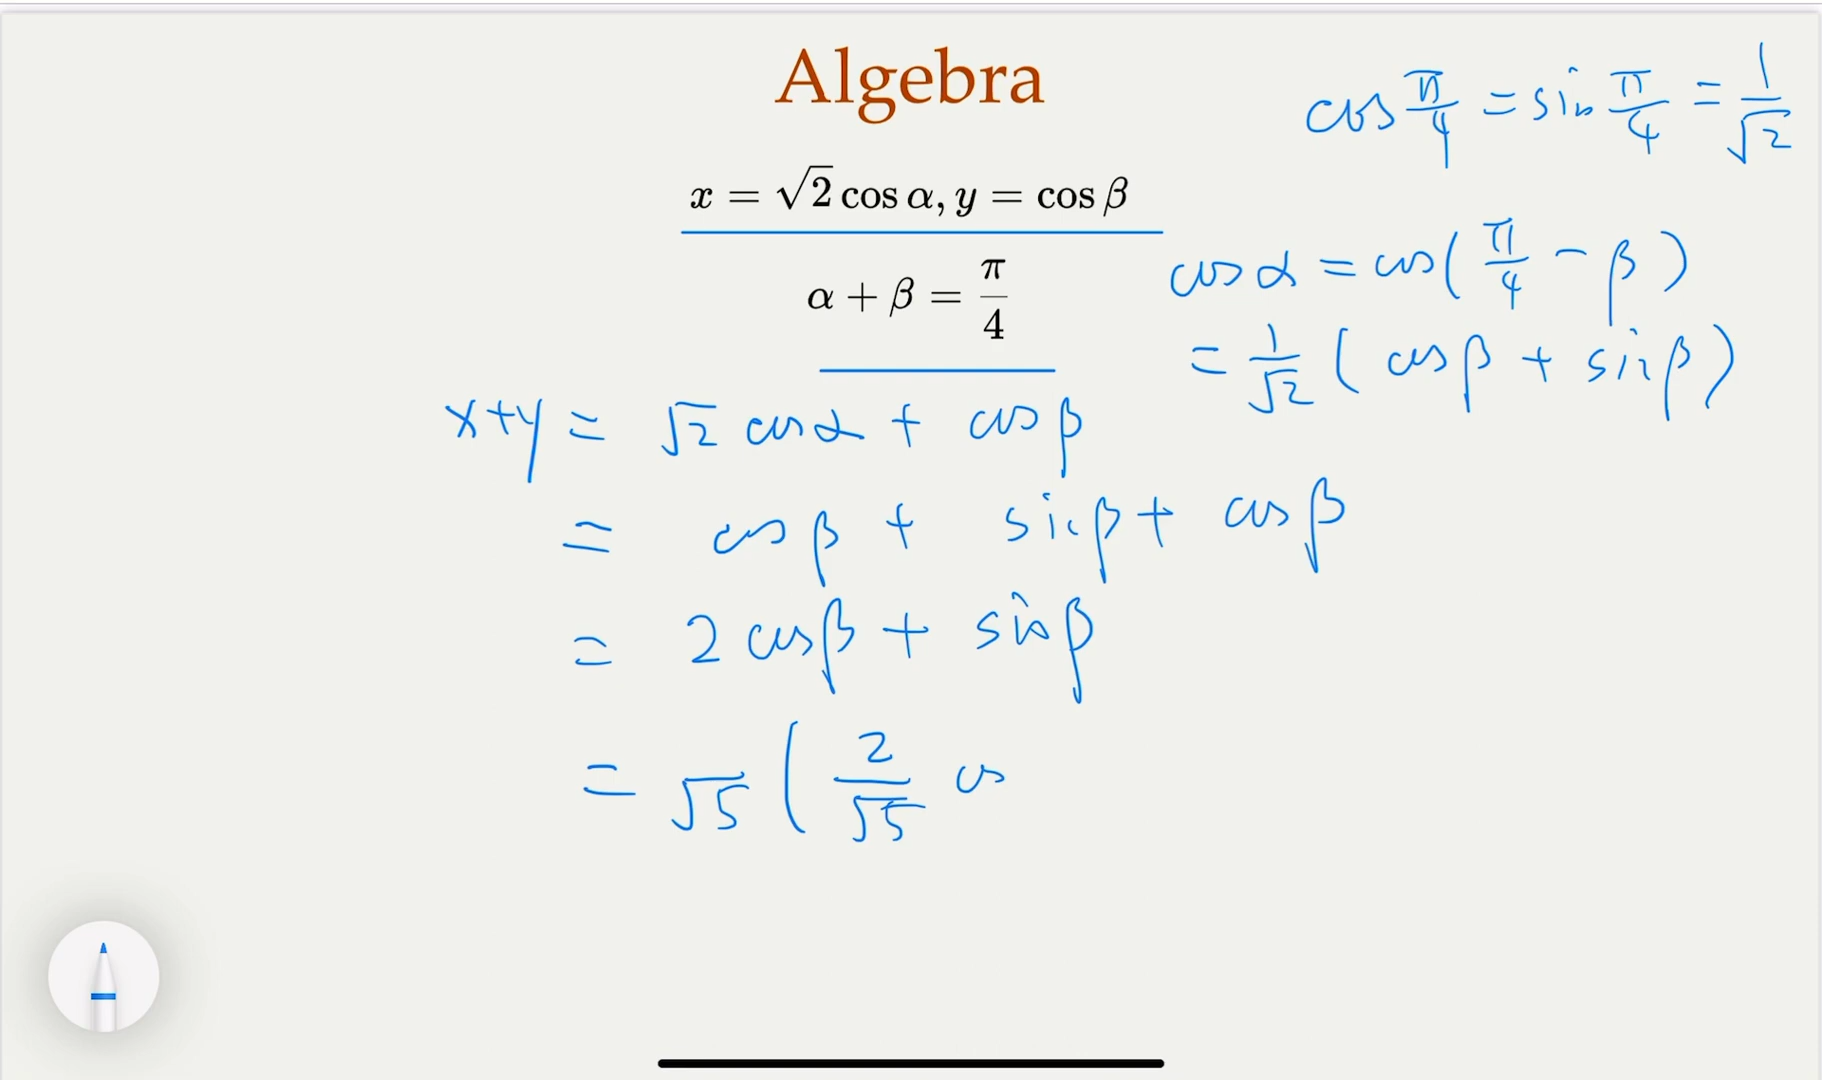 Algebra
cos π/4 = sin π/4 = 1/√2
x = √2 cos α, y = cos β
α + β = π/4
cos α = cos(π/4 - β)
= 1/√2 (cos β + sin β)
x+y = √2 cos α + cos β
= cos β + sin β + cos β
= 2 cos β + sin β
= √5 ( 2/√5 cos